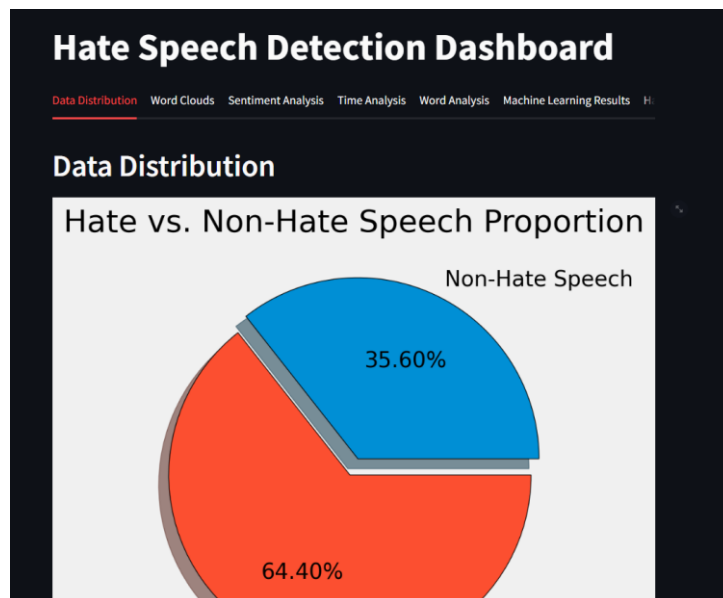 Hate Speech Detection Dashboard
Data Distribution Word Clouds Sentiment Analysis Time Analysis Word Analysis Machine Learning Results
Data Distribution
Hate vs. Non-Hate Speech Proportion
Non-Hate Speech
35.60%
64.40%